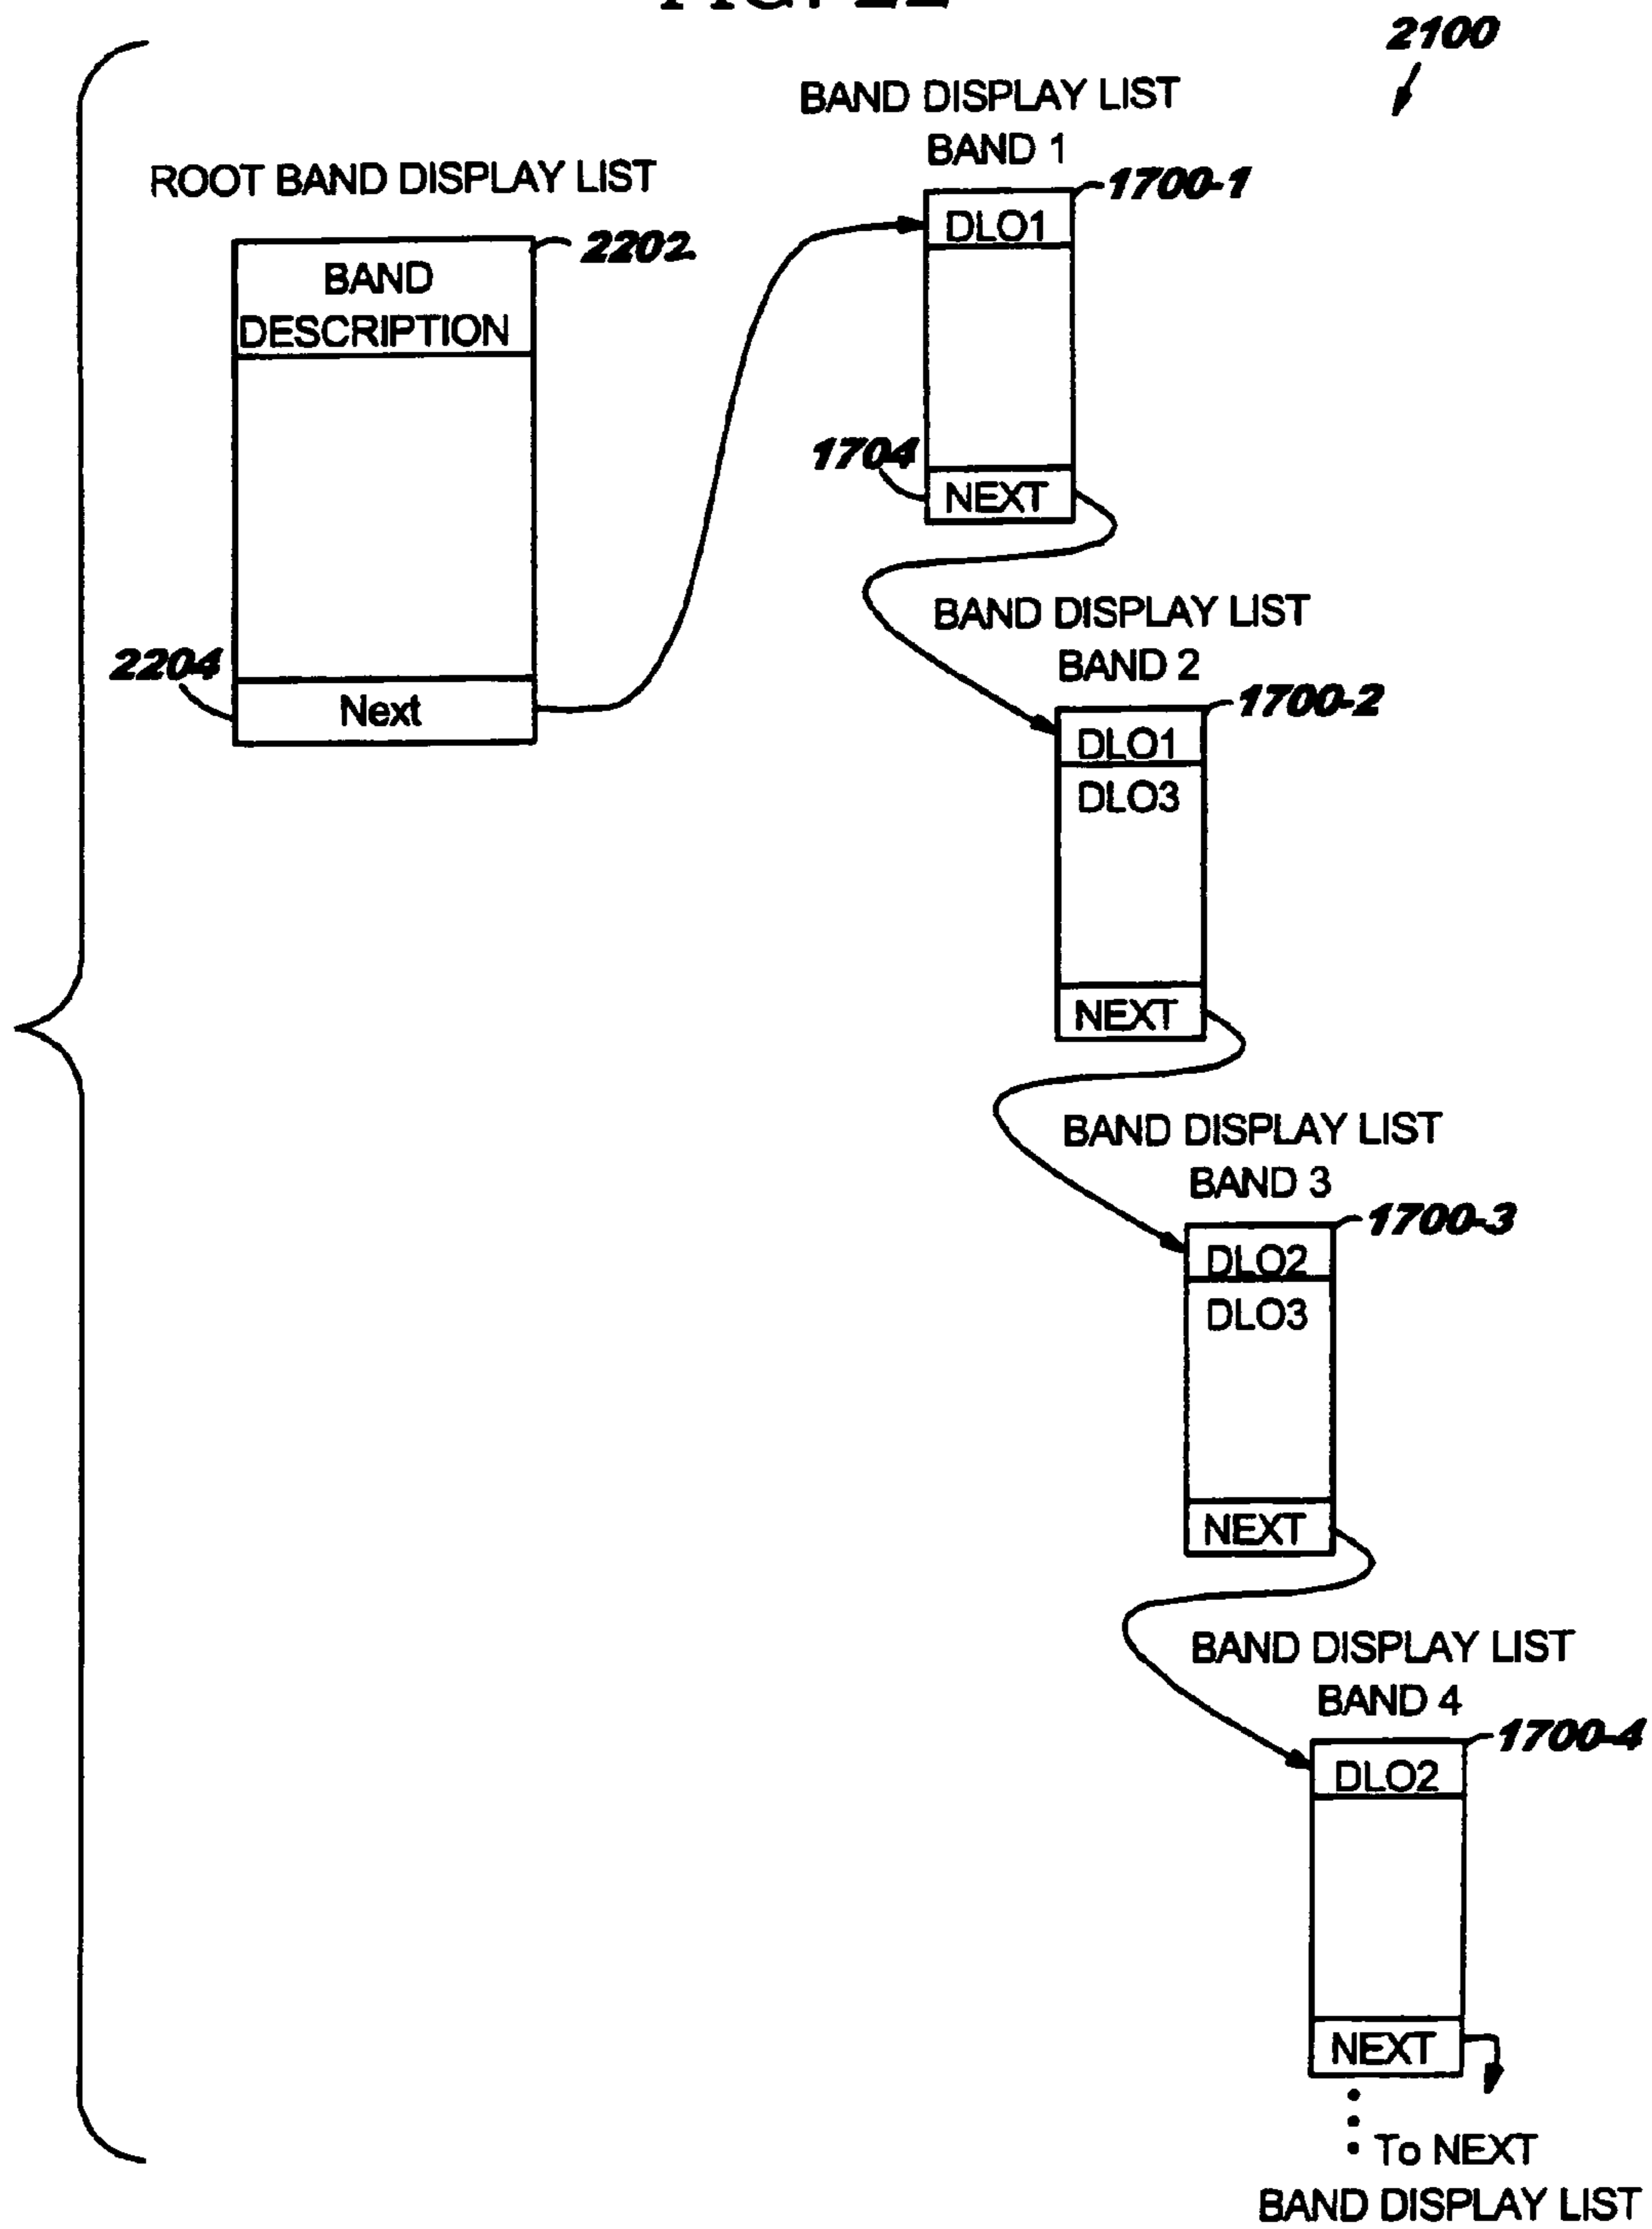 FIG. 22
2100
BAND DISPLAY LIST
BAND 1
1700-1
ROOT BAND DISPLAY LIST
2202
BAND
DESCRIPTION
DLO1
1704
NEXT
2204
Next
BAND DISPLAY LIST
BAND 2
1700-2
DLO1
DLO3
NEXT
BAND DISPLAY LIST
BAND 3
1700-3
DLO2
DLO3
NEXT
BAND DISPLAY LIST
BAND 4
1700-4
DLO2
NEXT
To NEXT
BAND DISPLAY LIST